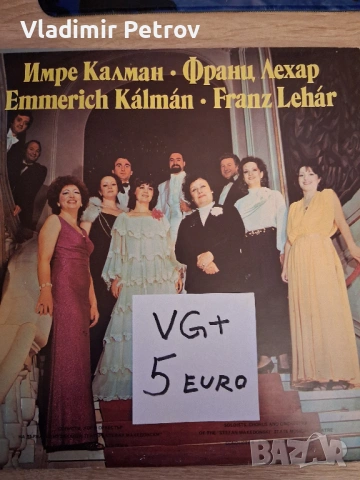 Vladimir Petrov
Имре Калман · Франц Лехар
Emmerich Kálmán · Franz Lehár
VG+
5 EURO
BAZAR